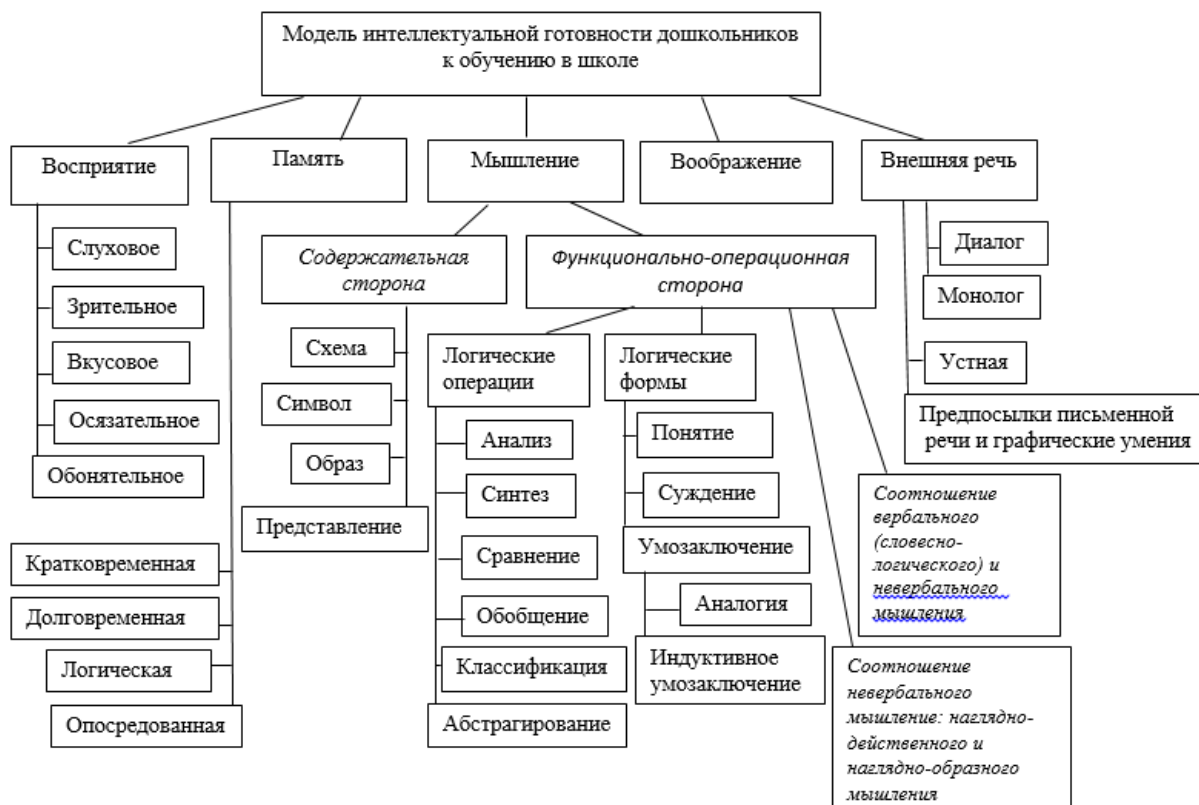 Модель интеллектуальной готовности дошкольников
к обучению в школе
Восприятие
Память
Мышление
Воображение
Внешняя речь
Слуховое
Зрительное
Вкусовое
Осязательное
Обонятельное
Кратковременная
Долговременная
Логическая
Опосредованная
Содержательная
сторона
Схема
Символ
Образ
Представление
Функционально-операционная
сторона
Логические
операции
Анализ
Синтез
Сравнение
Обобщение
Классификация
Абстрагирование
Логические
формы
Понятие
Суждение
Умозаключение
Аналогия
Индуктивное
умозаключение
Соотношение
вербального
(словесно-
логического) и
невербального
мышления
Соотношение
невербального
мышление: наглядно-
действенного и
наглядно-образного
мышления
Диалог
Монолог
Устная
Предпосылки письменной
речи и графические умения